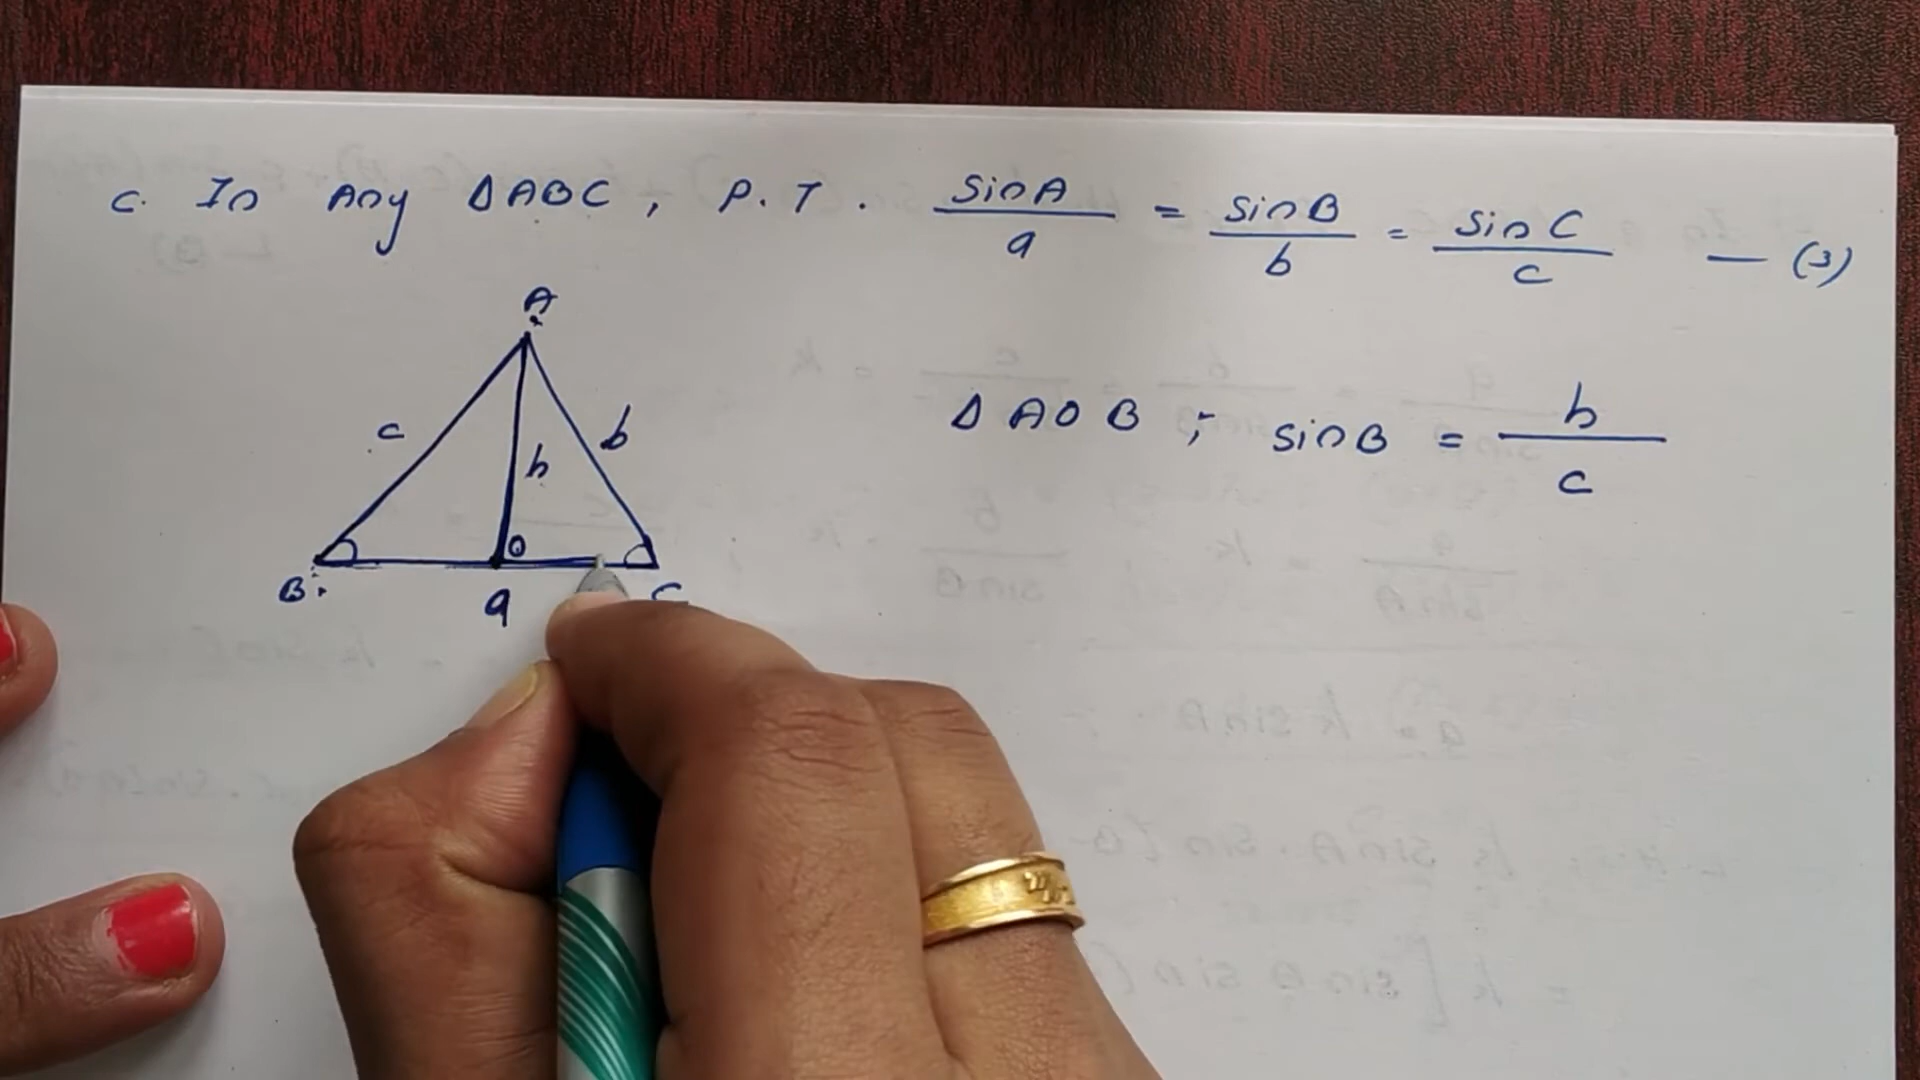 c. In Any ΔABC, P.T. sinA/a = sinB/b = sinC/c — (3)
A
c b
h
ΔAOB ; sinB = h/c
O
B a C